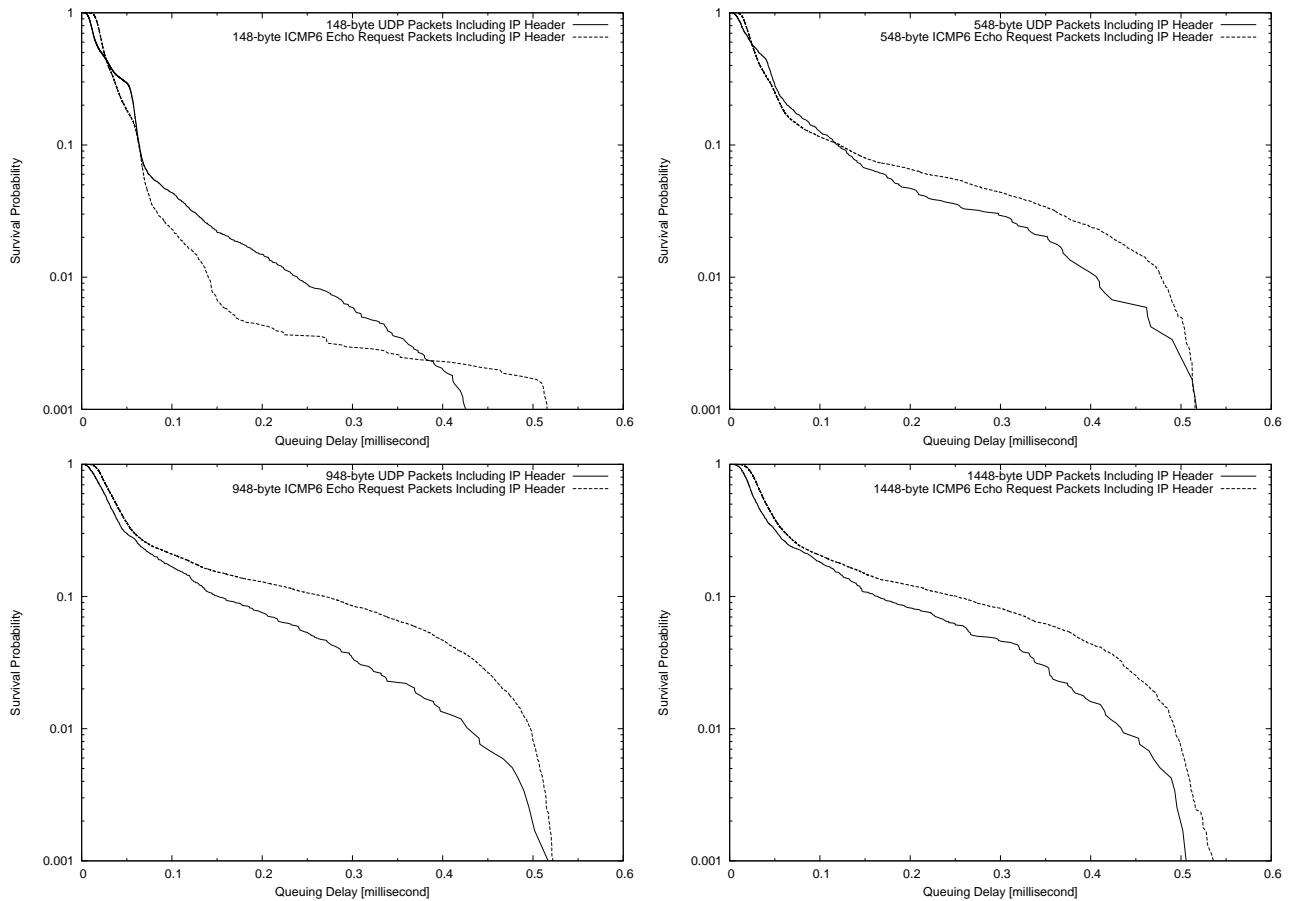 148-byte UDP Packets Including IP Header
148-byte ICMP6 Echo Request Packets Including IP Header
1
0.1
0.01
0.001
Survival Probability
0 0.1 0.2 0.3 0.4 0.5 0.6
Queuing Delay [millisecond]
548-byte UDP Packets Including IP Header
548-byte ICMP6 Echo Request Packets Including IP Header
1
0.1
0.01
0.001
Survival Probability
0 0.1 0.2 0.3 0.4 0.5 0.6
Queuing Delay [millisecond]
948-byte UDP Packets Including IP Header
948-byte ICMP6 Echo Request Packets Including IP Header
1
0.1
0.01
0.001
Survival Probability
0 0.1 0.2 0.3 0.4 0.5 0.6
Queuing Delay [millisecond]
1448-byte UDP Packets Including IP Header
1448-byte ICMP6 Echo Request Packets Including IP Header
1
0.1
0.01
0.001
Survival Probability
0 0.1 0.2 0.3 0.4 0.5 0.6
Queuing Delay [millisecond]